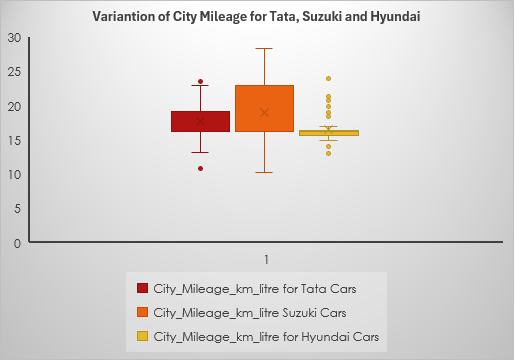 Variantion of City Mileage for Tata, Suzuki and Hyundai
30
25
20
15
10
5
0
1
City_Mileage_km_litre for Tata Cars
City_Mileage_km_litre Suzuki Cars
City_Mileage_km_litre for Hyundai Cars